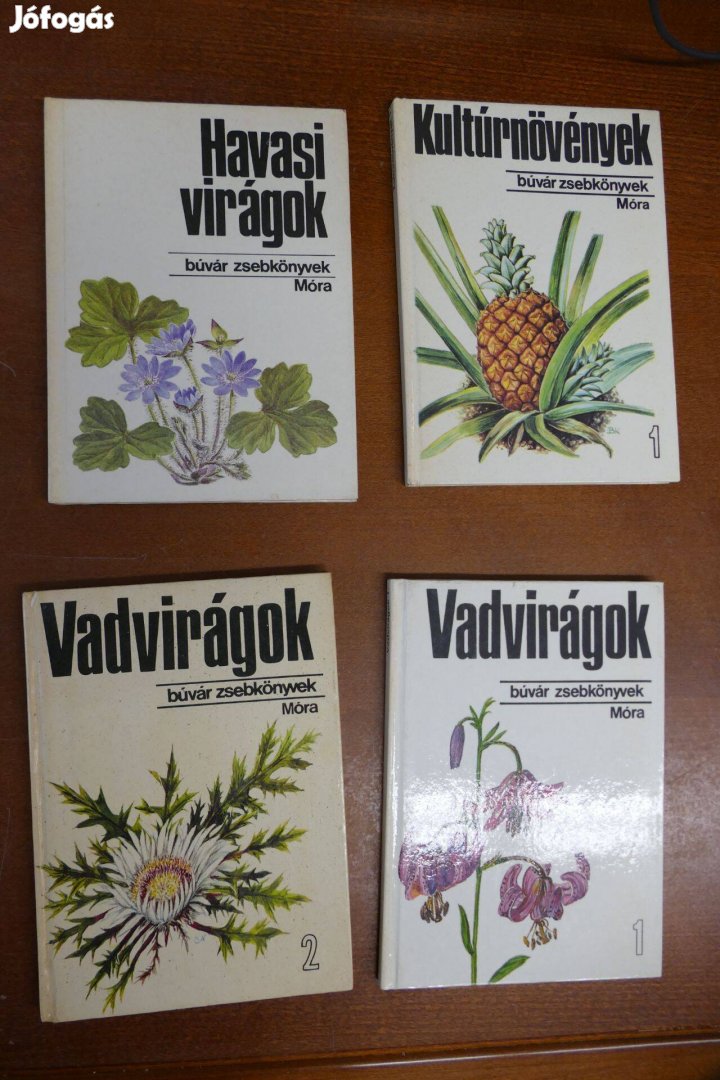 Jófogás
Havasi
virágok
búvár zsebkönyvek
Móra
Kultúrnövények
búvár zsebkönyvek
Móra
1
Vadvirágok
búvár zsebkönyvek
Móra
2
Vadvirágok
búvár zsebkönyvek
Móra
1